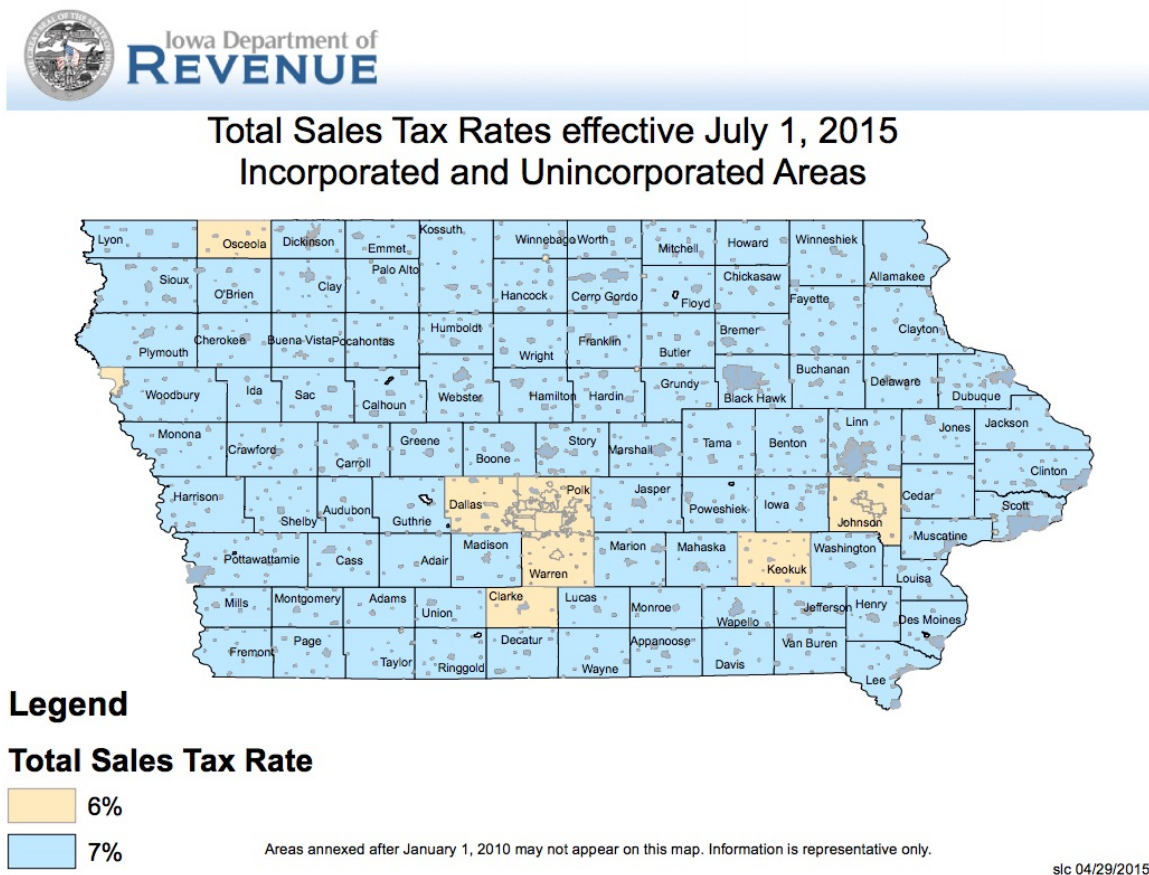 Iowa Department of
REVENUE
Total Sales Tax Rates effective July 1, 2015
Incorporated and Unincorporated Areas
Lyon Osceola Dickinson Emmet Kossuth Winnebago Worth Mitchell Howard Winneshiek Allamakee
Sioux O'Brien Clay Palo Alto Hancock Cerro Gordo Floyd Chickasaw Fayette Clayton
Plymouth Cherokee Buena Vista Pocahontas Humboldt Wright Franklin Butler Bremer
Woodbury Ida Sac Calhoun Webster Hamilton Hardin Grundy Black Hawk Buchanan Delaware Dubuque
Monona Crawford Carroll Greene Boone Story Marshall Tama Benton Linn Jones Jackson
Clinton
Harrison Shelby Audubon Guthrie Dallas Polk Jasper Poweshiek Iowa Johnson Cedar Scott
Muscatine
Pottawattamie Cass Adair Madison Warren Marion Mahaska Keokuk Washington Louisa
Mills Montgomery Adams Union Clarke Lucas Monroe Wapello Jefferson Henry Des Moines
Fremont Page Taylor Ringgold Decatur Wayne Appanoose Davis Van Buren Lee
Legend
Total Sales Tax Rate
6%
7%
Areas annexed after January 1, 2010 may not appear on this map. Information is representative only.
slc 04/29/2015